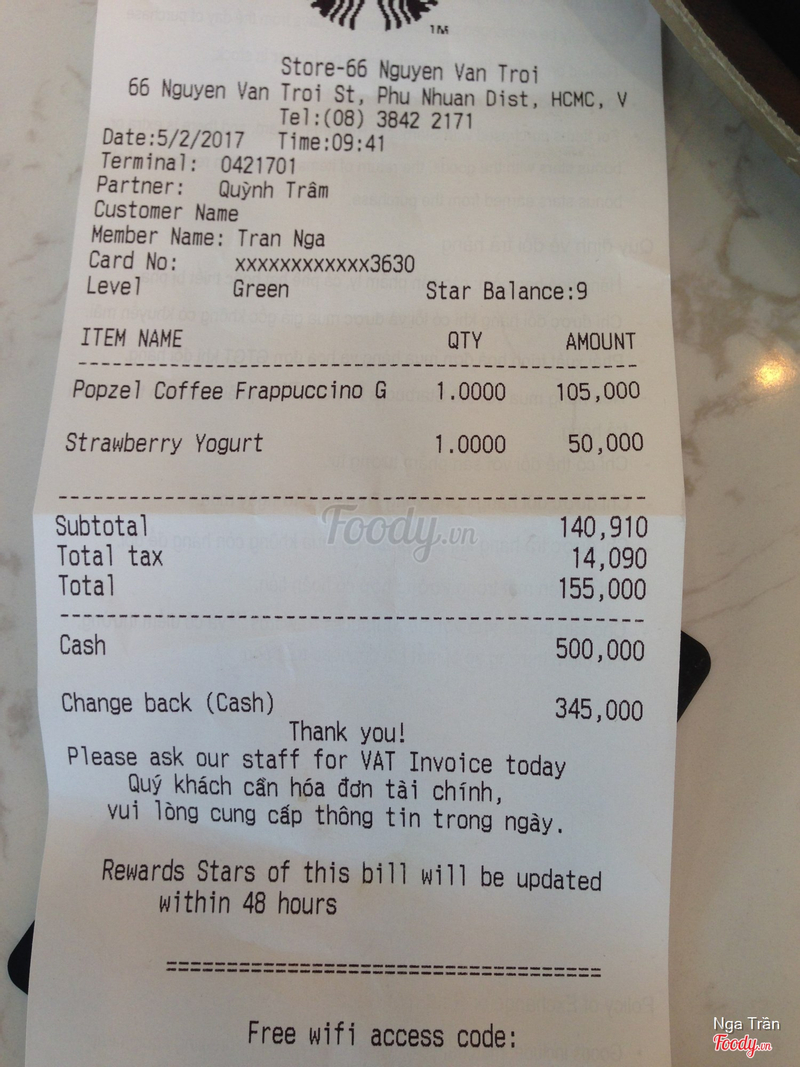 TM
Store-66 Nguyen Van Troi
66 Nguyen Van Troi St, Phu Nhuan Dist, HCMC, V
Tel:(08) 3842 2171
Date:5/2/2017 Time:09:41
Terminal: 0421701
Partner: Quỳnh Trâm
Customer Name
Member Name: Tran Nga
Card No: xxxxxxxxxxxx3630
Level Green Star Balance:9
ITEM NAME QTY AMOUNT
Popzel Coffee Frappuccino G 1.0000 105,000
Strawberry Yogurt 1.0000 50,000
Foody.vn
Subtotal 140,910
Total tax 14,090
Total 155,000
Cash 500,000
Change back (Cash) 345,000
Thank you!
Please ask our staff for VAT Invoice today
Quý khách cần hóa đơn tài chính,
vui lòng cung cấp thông tin trong ngày.
Rewards Stars of this bill will be updated
within 48 hours
==========================================
Free wifi access code:
Nga Trần
Foody.vn